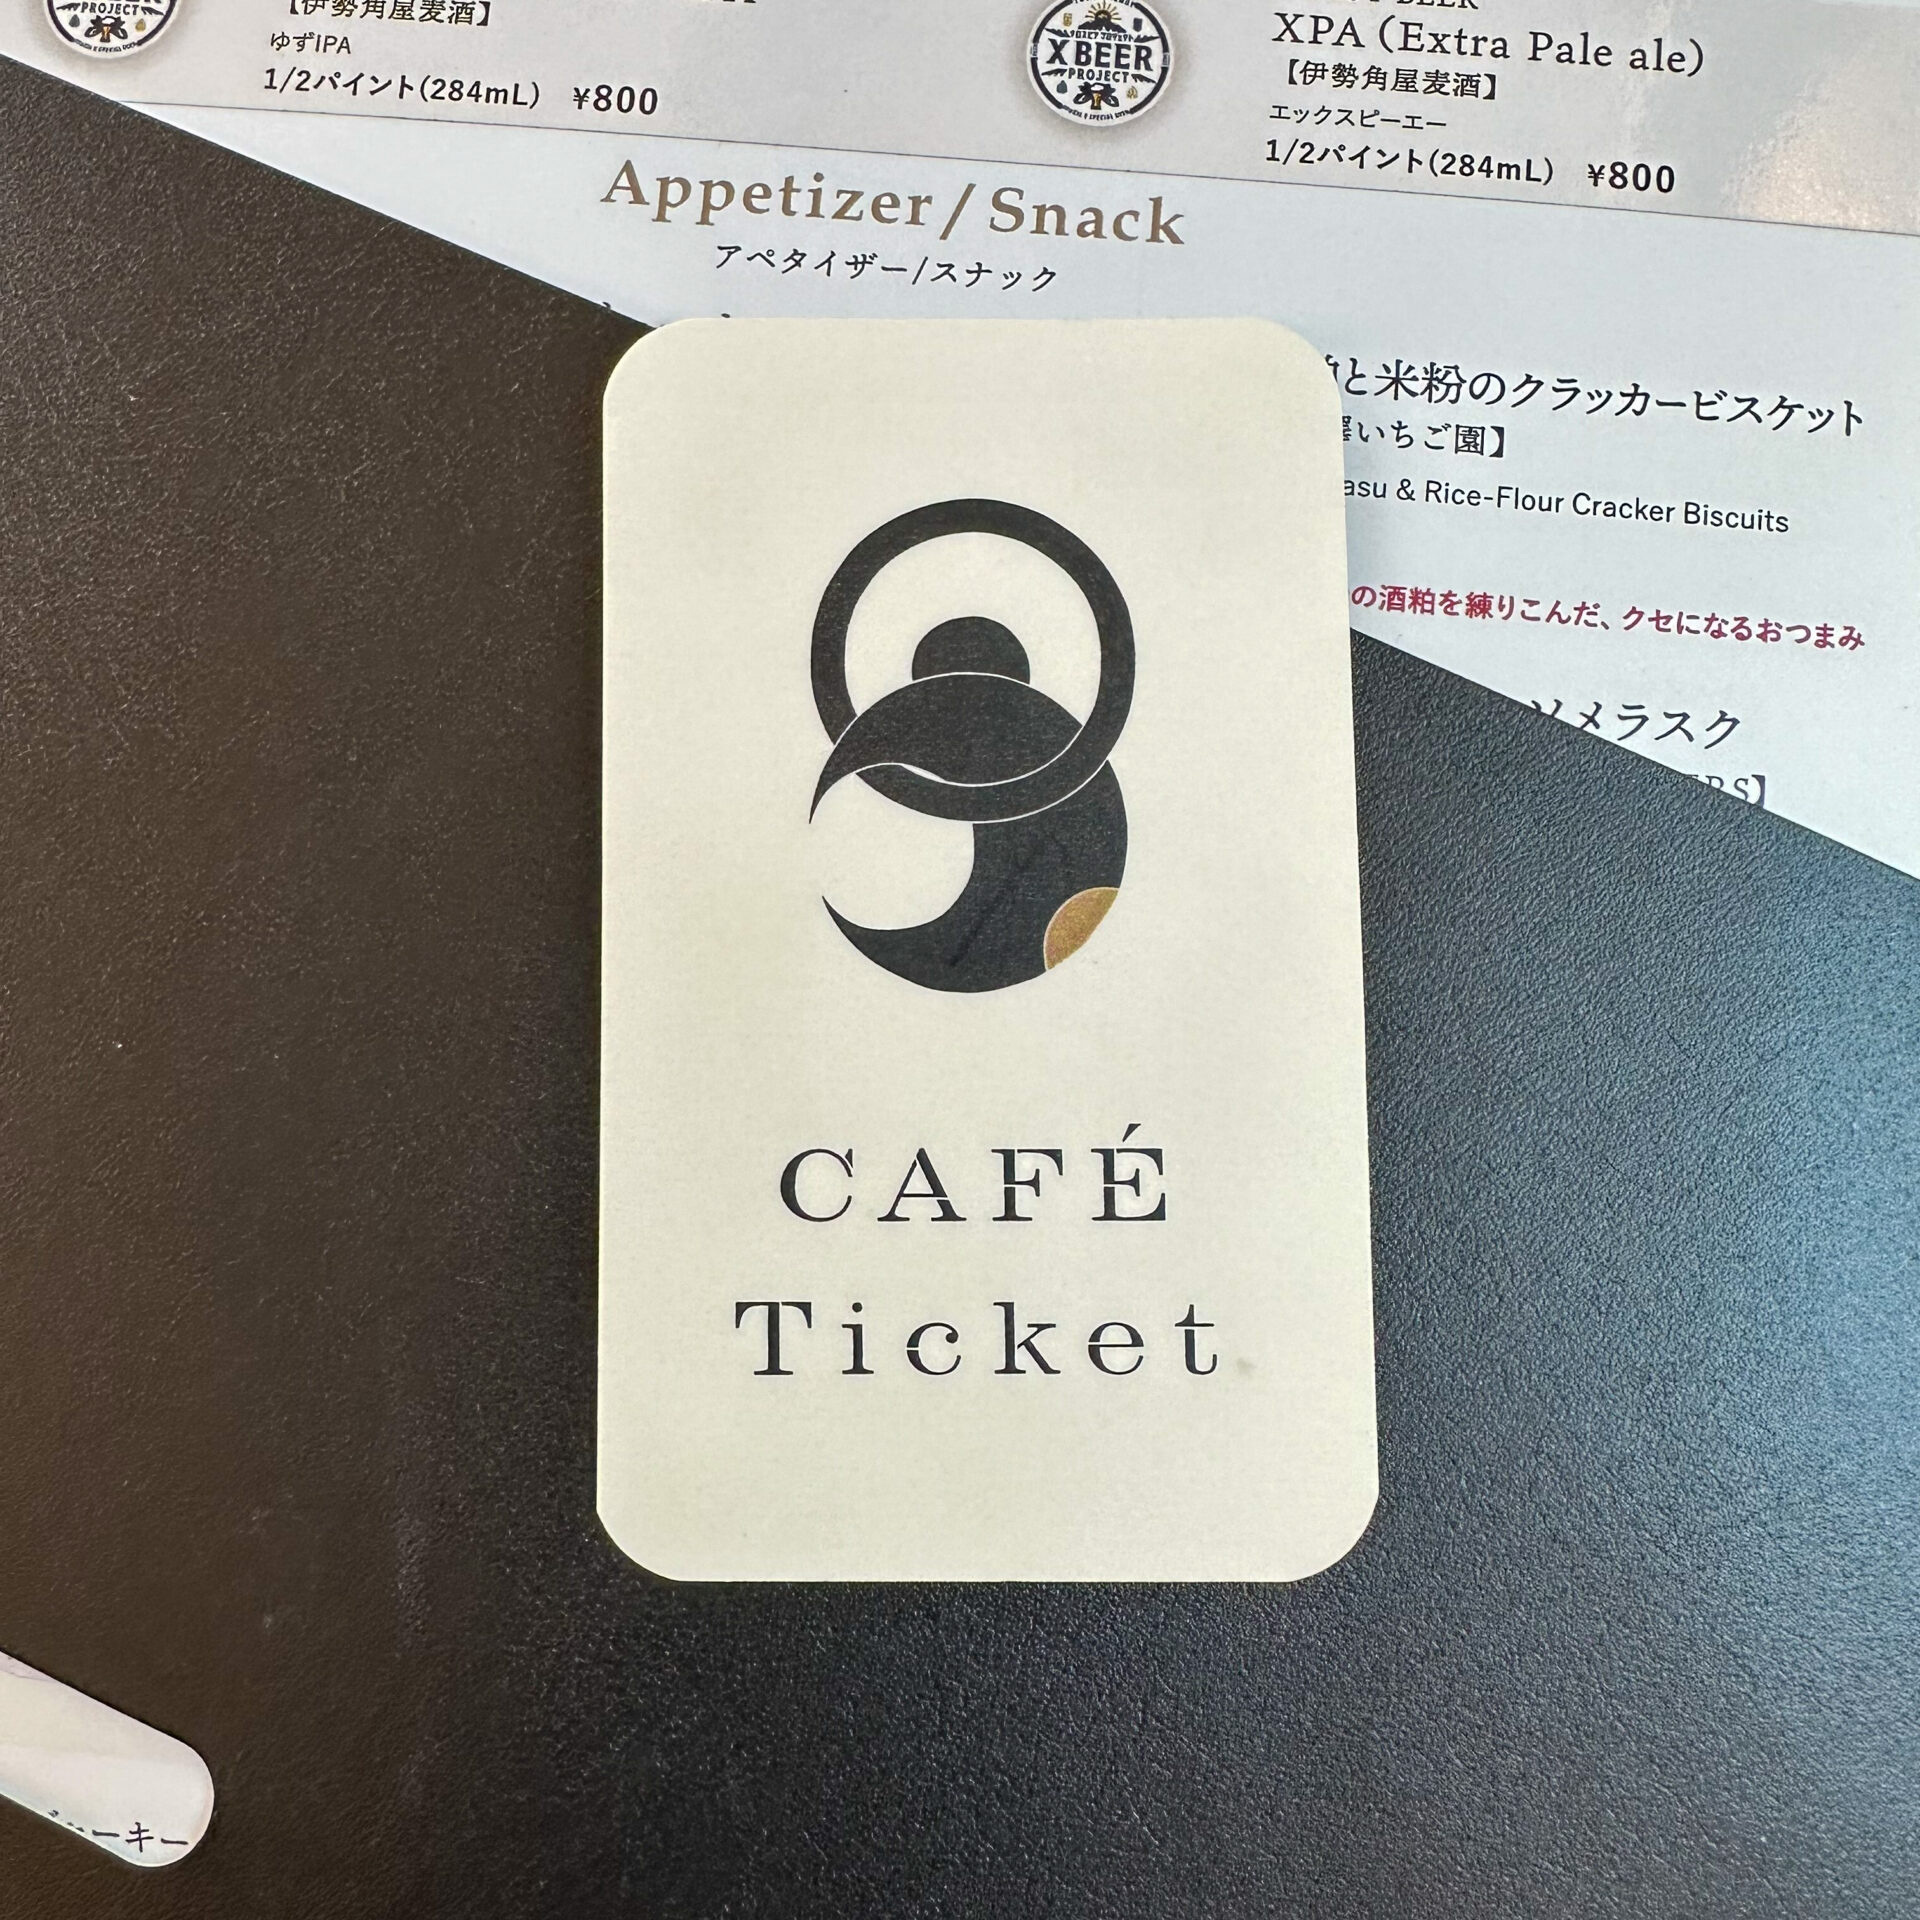 【伊勢角屋麦酒】
ゆずIPA
1/2パイント(284mL) ¥800
XPA (Extra Pale ale)
【伊勢角屋麦酒】
エックスピーエー
1/2パイント(284mL) ¥800
X BEER
PROJECT
Appetizer / Snack
アペタイザー/スナック
と米粉のクラッカービスケット
いちご園】
& Rice-Flour Cracker Biscuits
の酒粕を練りこんだ、クセになるおつまみ
メラスク
CAFÉ
Ticket
ーキー